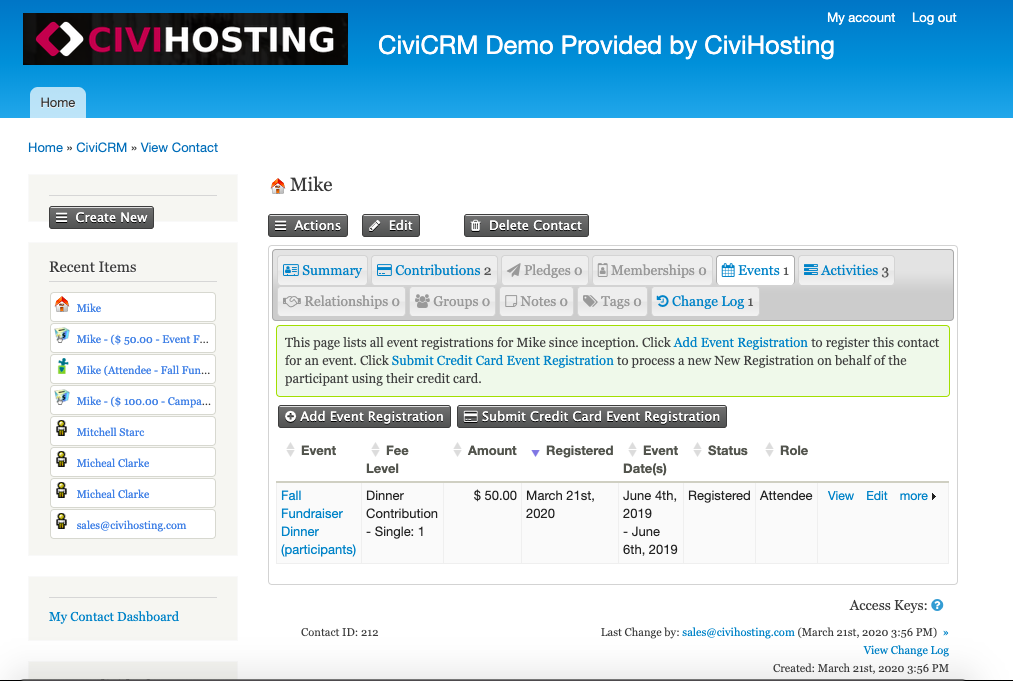 CIVIHOSTING
My account Log out
CiviCRM Demo Provided by CiviHosting
Home
Home » CiviCRM » View Contact
Create New
Recent Items
Mike
Mike - ($ 50.00 - Event F...
Mike (Attendee - Fall Fun...
Mike - ($ 100.00 - Campa...
Mitchell Starc
Micheal Clarke
Micheal Clarke
sales@civihosting.com
My Contact Dashboard
Mike
Actions Edit Delete Contact
Summary Contributions 2 Pledges 0 Memberships 0 Events 1 Activities 3
Relationships 0 Groups 0 Notes 0 Tags 0 Change Log 1
This page lists all event registrations for Mike since inception. Click Add Event Registration to register this contact
for an event. Click Submit Credit Card Event Registration to process a new New Registration on behalf of the
participant using their credit card.
Add Event Registration Submit Credit Card Event Registration
Event Fee Amount Registered Event Status Role
Level Date(s)
Fall Dinner $ 50.00 March 21st, June 4th, Registered Attendee View Edit more
Fundraiser Contribution 2020 2019
Dinner - Single: 1 - June
(participants) 6th, 2019
Access Keys: ?
Contact ID: 212 Last Change by: sales@civihosting.com (March 21st, 2020 3:56 PM) »
View Change Log
Created: March 21st, 2020 3:56 PM